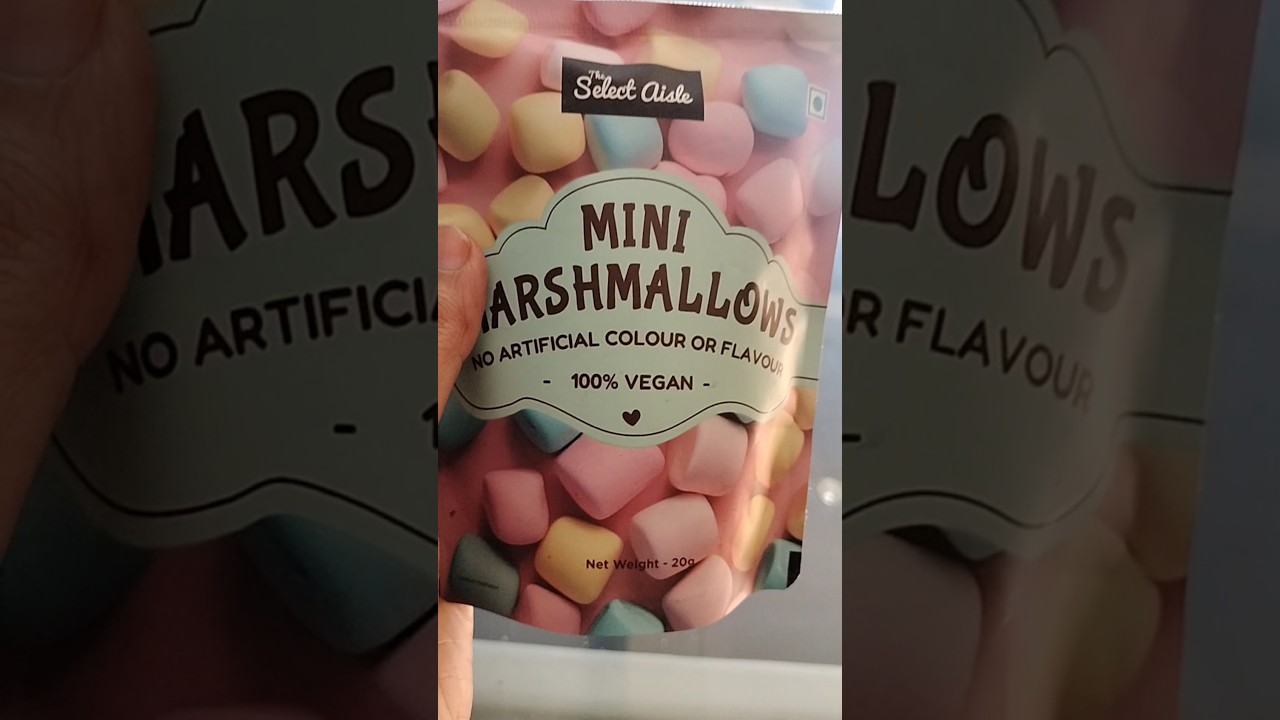 The
Select Aisle
MINI
MARSHMALLOWS
NO ARTIFICIAL COLOUR OR FLAVOUR
- 100% VEGAN -
Net Weight - 20g